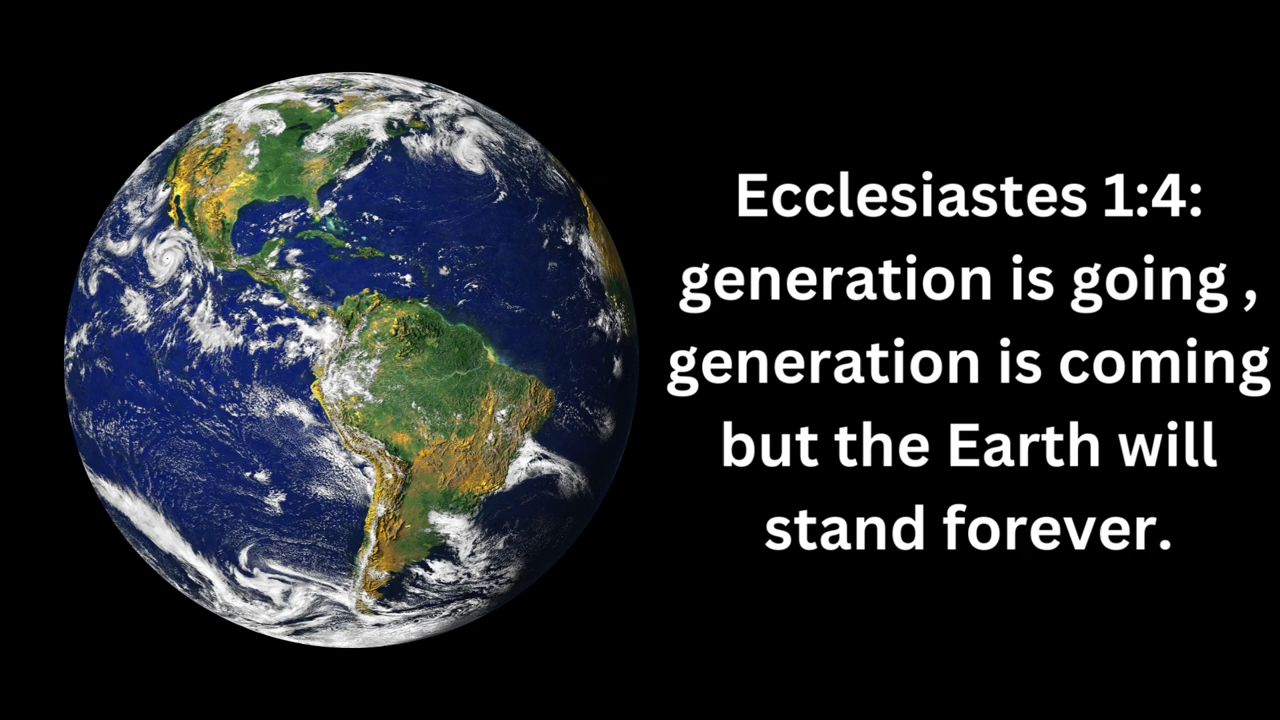 Ecclesiastes 1:4:
generation is going ,
generation is coming
but the Earth will
stand forever.